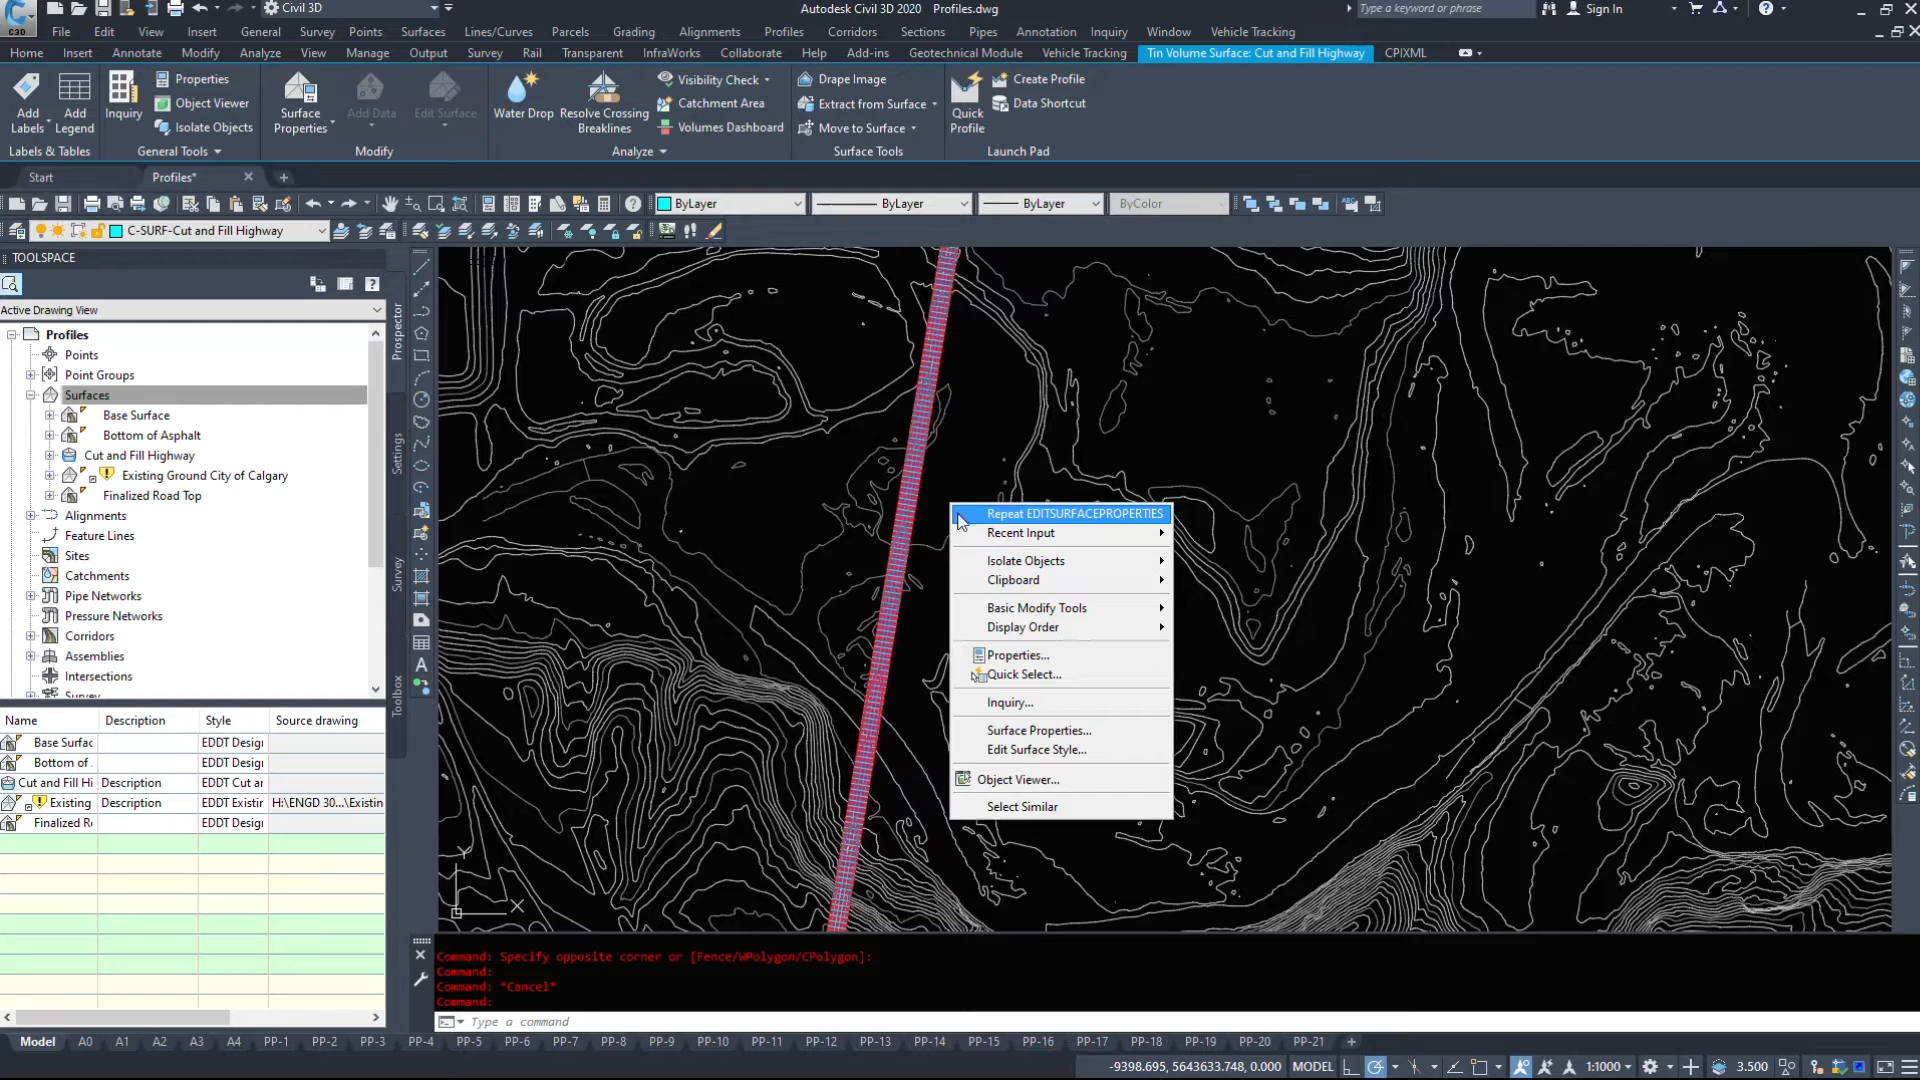 C3D
Civil 3D
Autodesk Civil 3D 2020 Profiles.dwg
Type a keyword or phrase
Sign In
File Edit View Insert General Survey Points Surfaces Lines/Curves Parcels Grading Alignments Profiles Corridors Sections Pipes Annotation Inquiry Window Vehicle Tracking
Home Insert Annotate Modify Analyze View Manage Output Survey Rail Transparent InfraWorks Collaborate Help Add-ins Geotechnical Module Vehicle Tracking Tin Volume Surface: Cut and Fill Highway CPIXML
Add Labels
Add Legend
Labels & Tables
Inquiry
Properties
Object Viewer
Isolate Objects
General Tools
Surface Properties
Add Data
Edit Surface
Modify
Water Drop
Resolve Crossing Breaklines
Visibility Check
Catchment Area
Volumes Dashboard
Analyze
Drape Image
Extract from Surface
Move to Surface
Surface Tools
Quick Profile
Create Profile
Data Shortcut
Launch Pad
Start Profiles*
ByLayer ByLayer ByLayer ByColor
C-SURF-Cut and Fill Highway
TOOLSPACE
Active Drawing View
Profiles
Points
Point Groups
Surfaces
Base Surface
Bottom of Asphalt
Cut and Fill Highway
Existing Ground City of Calgary
Finalized Road Top
Alignments
Feature Lines
Sites
Catchments
Pipe Networks
Pressure Networks
Corridors
Assemblies
Intersections
Survey
Prospector
Settings
Survey
Toolbox
Name Description Style Source drawing
Base Surfac EDDT Desigi
Bottom of . EDDT Desigi
Cut and Fill Hi Description EDDT Cut ar
Existing Description EDDT Existir H:\ENGD 30...\Existin
Finalized Ro EDDT Desigi
Repeat EDITSURFACEPROPERTIES
Recent Input
Isolate Objects
Clipboard
Basic Modify Tools
Display Order
Properties...
Quick Select...
Inquiry...
Surface Properties...
Edit Surface Style...
Object Viewer...
Select Similar
Y
X
Command: Specify opposite corner or [Fence/WPolygon/CPolygon]:
Command:
Command: *Cancel*
Command:
Type a command
Model A0 A1 A2 A3 A4 PP-1 PP-2 PP-3 PP-4 PP-5 PP-6 PP-7 PP-8 PP-9 PP-10 PP-11 PP-12 PP-13 PP-14 PP-15 PP-16 PP-17 PP-18 PP-19 PP-20 PP-21
-9398.695, 5643633.748, 0.000 MODEL 1:1000 3.500